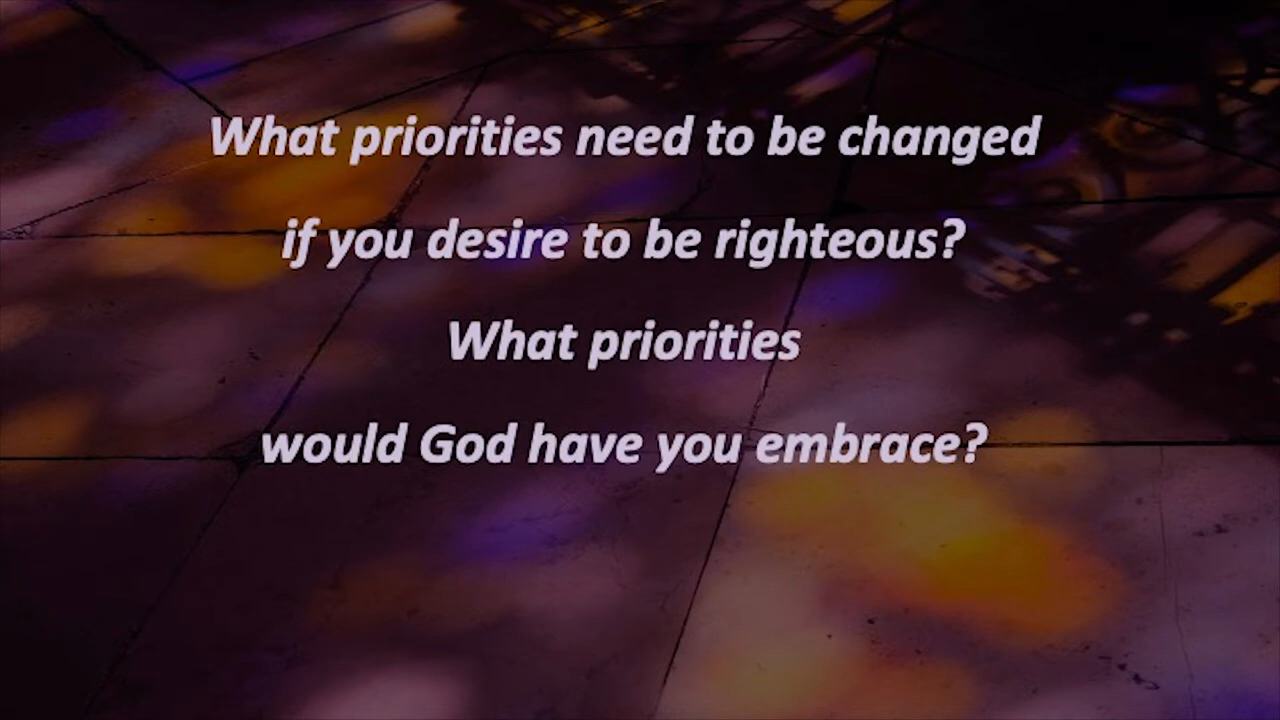 What priorities need to be changed
if you desire to be righteous?
What priorities
would God have you embrace?